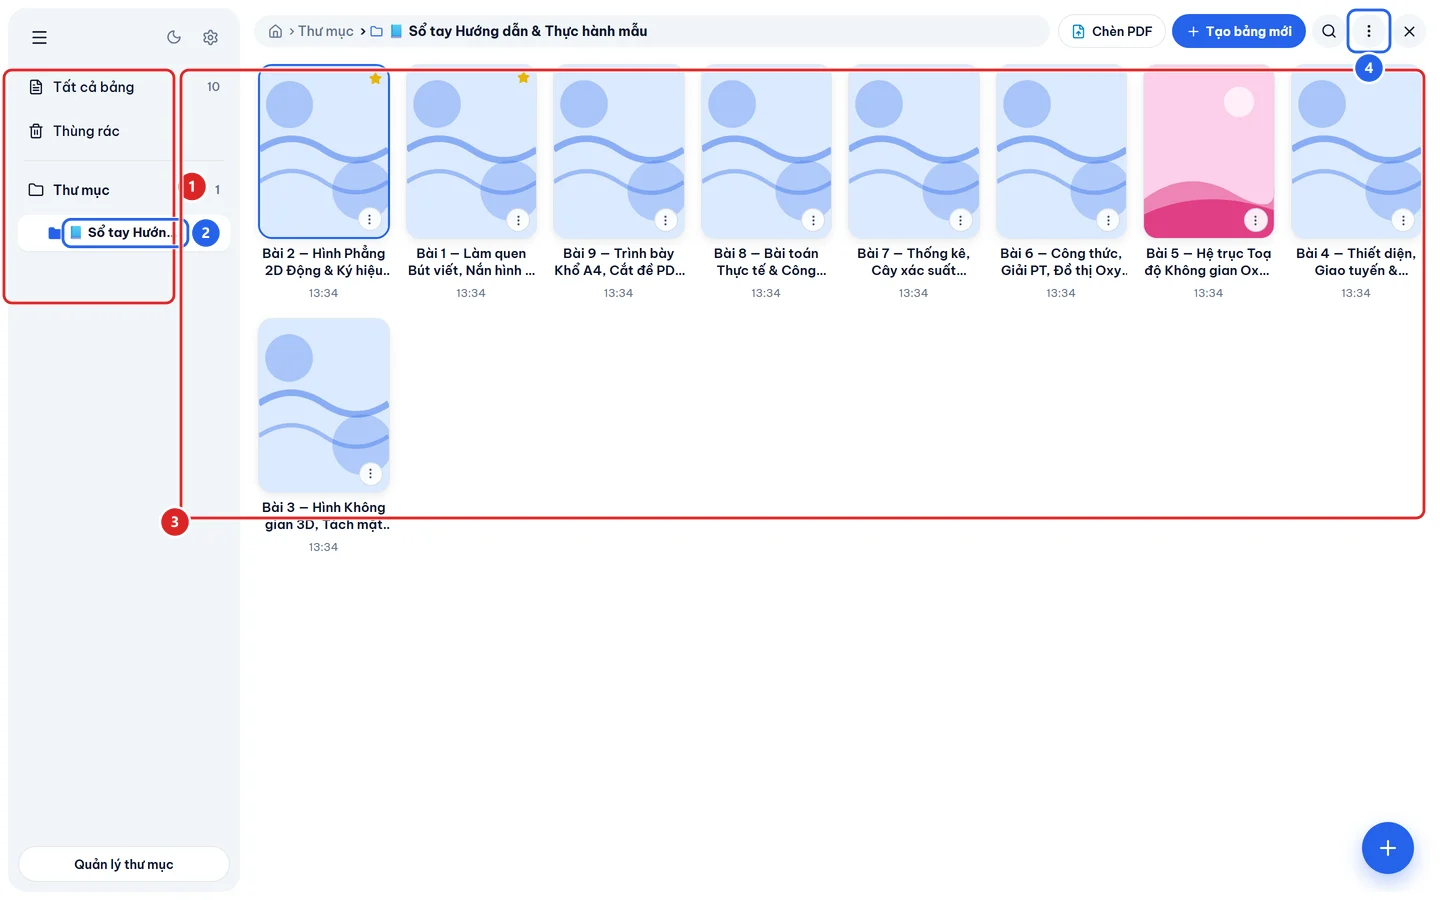 Thư mục
📘 Sổ tay Hướng dẫn & Thực hành mẫu
Chèn PDF
Tạo bảng mới
4
Tất cả bảng
10
Thùng rác
Thư mục
1
1
📘 Sổ tay Hướn...
2
Bài 2 – Hình Phẳng
2D Động & Ký hiệu..
13:34
Bài 1 – Làm quen
Bút viết, Nắn hình ...
13:34
Bài 9 – Trình bày
Khổ A4, Cắt đề PD...
13:34
Bài 8 – Bài toán
Thực tế & Công...
13:34
Bài 7 – Thống kê,
Cây xác suất...
13:34
Bài 6 – Công thức,
Giải PT, Đồ thị Oxy..
13:34
Bài 5 – Hệ trục Toạ
độ Không gian Ox...
13:34
Bài 4 – Thiết diện,
Giao tuyến &...
13:34
3
Bài 3 – Hình Không
gian 3D, Tách mặt..
13:34
Quản lý thư mục